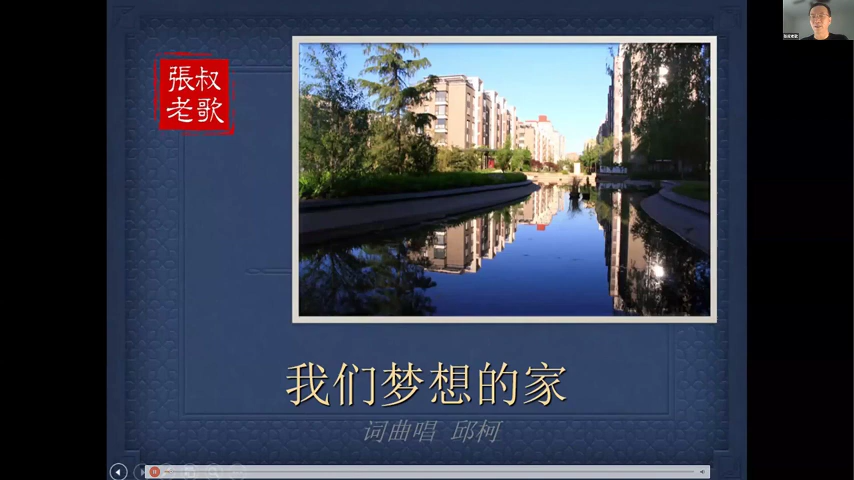 張叔
老歌
我们梦想的家
词曲唱 邱柯